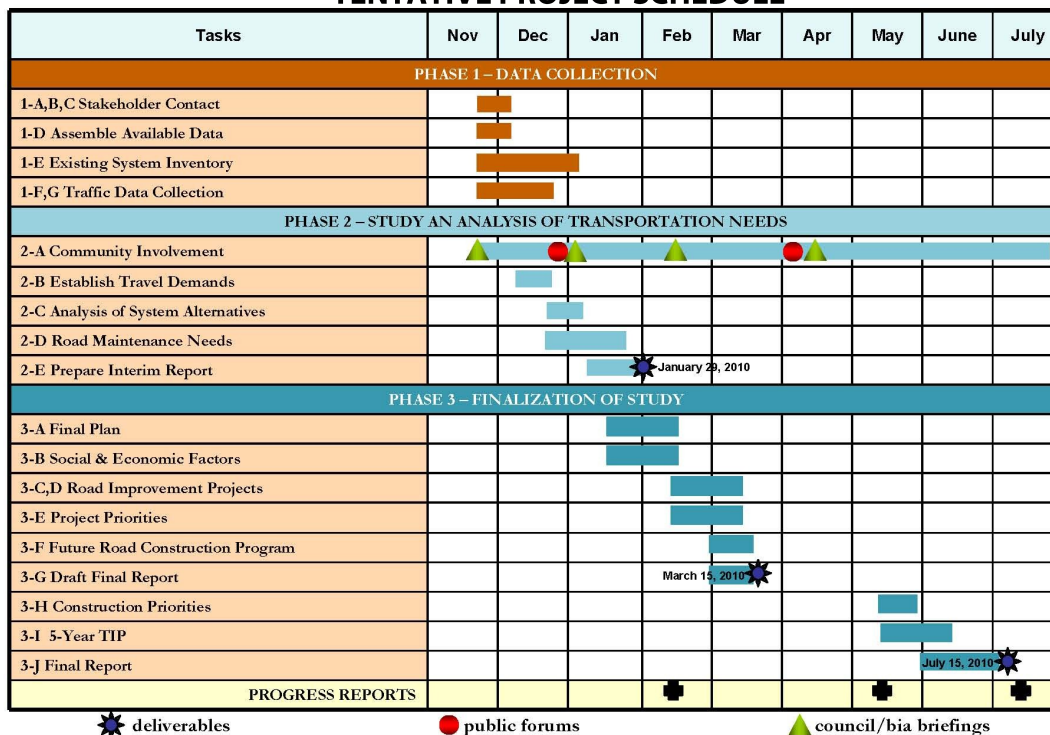 TENTATIVE PROJECT SCHEDULE
Tasks Nov Dec Jan Feb Mar Apr May June July
PHASE 1 – DATA COLLECTION
1-A,B,C Stakeholder Contact
1-D Assemble Available Data
1-E Existing System Inventory
1-F,G Traffic Data Collection
PHASE 2 – STUDY AN ANALYSIS OF TRANSPORTATION NEEDS
2-A Community Involvement
2-B Establish Travel Demands
2-C Analysis of System Alternatives
2-D Road Maintenance Needs
2-E Prepare Interim Report January 29, 2010
PHASE 3 – FINALIZATION OF STUDY
3-A Final Plan
3-B Social & Economic Factors
3-C,D Road Improvement Projects
3-E Project Priorities
3-F Future Road Construction Program
3-G Draft Final Report March 15, 2010
3-H Construction Priorities
3-I 5-Year TIP
3-J Final Report July 15, 2010
PROGRESS REPORTS
deliverables public forums council/bia briefings